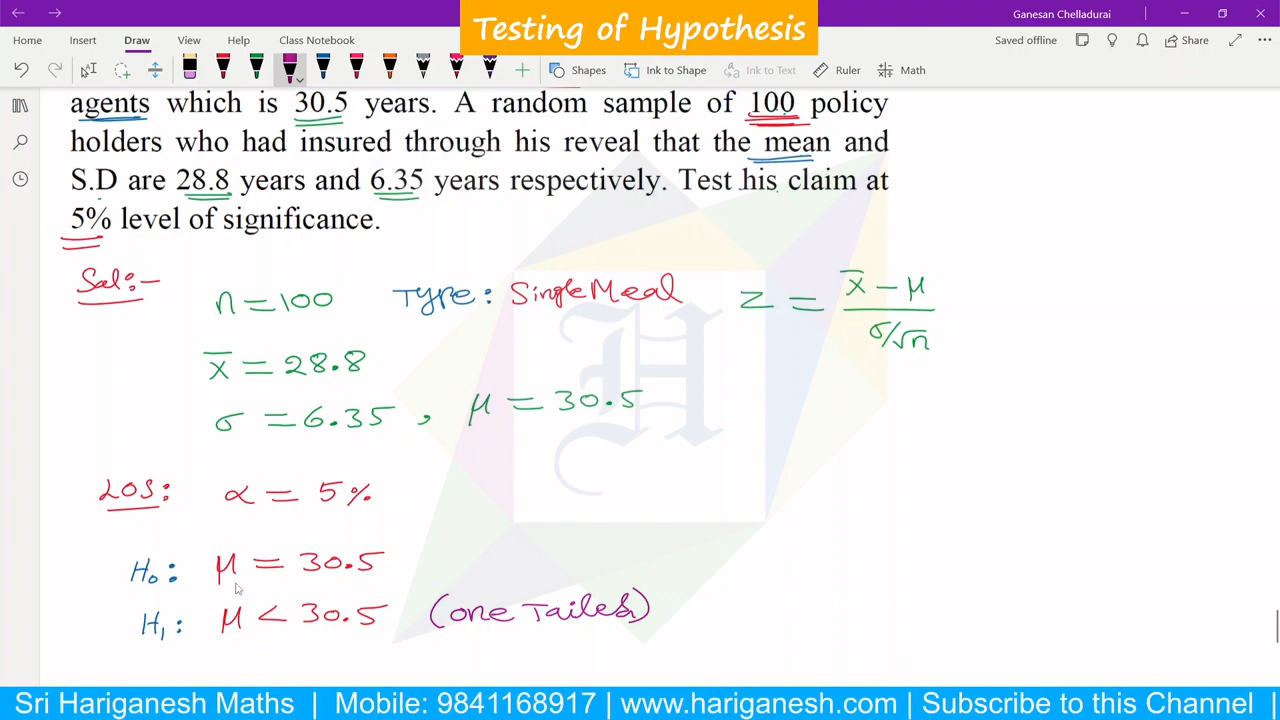 Testing of Hypothesis
Ganesan Chelladurai
Home Insert Draw View Help Class Notebook
Saved offline Share
Shapes Ink to Shape Ink to Text Ruler Math
agents which is 30.5 years. A random sample of 100 policy
holders who had insured through his reveal that the mean and
S.D are 28.8 years and 6.35 years respectively. Test his claim at
5% level of significance.
Sol:-
n = 100 Type: Single Meal z = x̅ - μ / σ/√n
x̅ = 28.8
σ = 6.35 , μ = 30.5
LOS: α = 5%
H₀: μ = 30.5
H₁: μ < 30.5 (one Tailed)
Sri Hariganesh Maths | Mobile: 9841168917 | www.hariganesh.com | Subscribe to this Channel |